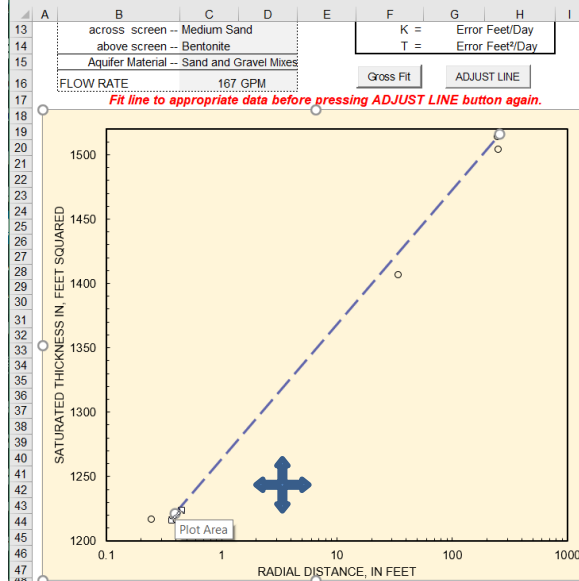 A B C D E F G H I
13 across screen -- Medium Sand K = Error Feet/Day
14 above screen -- Bentonite T = Error Feet²/Day
15 Aquifer Material -- Sand and Gravel Mixes
16 FLOW RATE 167 GPM Gross Fit ADJUST LINE
17 Fit line to appropriate data before pressing ADJUST LINE button again.
18
19
20 1500
21
22
23
24 1450
25
26
27
28 1400
29
30
31
32
33 1350
34
35
36
37
38 1300
39
40
41
42 1250
43
44 Plot Area
45 1200
46 0.1 1 10 100 1000
47 RADIAL DISTANCE, IN FEET
48
SATURATED THICKNESS IN, FEET SQUARED